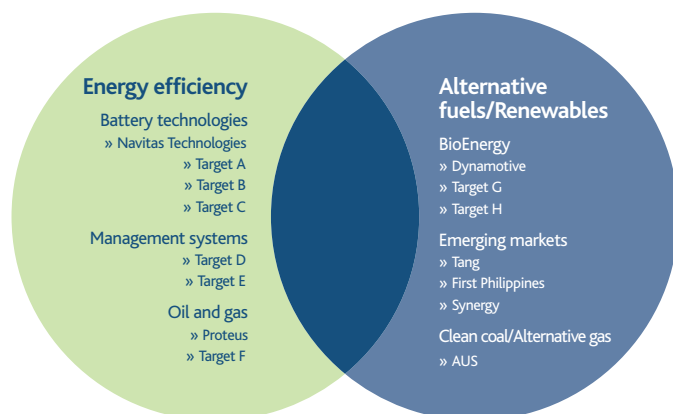 Energy efficiency
Battery technologies
» Navitas Technologies
» Target A
» Target B
» Target C
Management systems
» Target D
» Target E
Oil and gas
» Proteus
» Target F
Alternative
fuels/Renewables
BioEnergy
» Dynamotive
» Target G
» Target H
Emerging markets
» Tang
» First Philippines
» Synergy
Clean coal/Alternative gas
» AUS